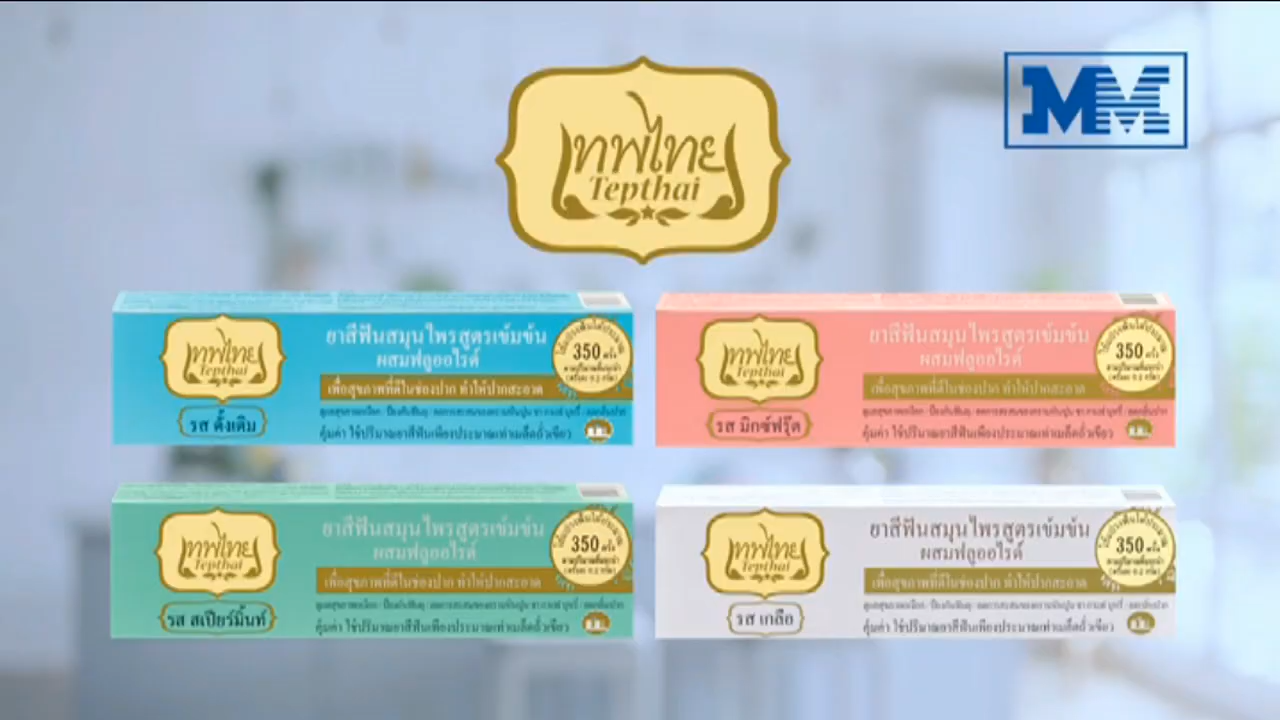 เทพไทย
Tepthai
MM
เทพไทย
Tepthai
รส ดั้งเดิม
ยาสีฟันสมุนไพรสูตรเข้มข้น
ผสมฟลูออไรด์
เพื่อสุขภาพที่ดีในช่องปาก ทำให้ปากสะอาด
คุ้มค่า ใช้ปริมาณยาสีฟันเพียงประมาณเท่าเมล็ดถั่วเขียว
350 ครั้ง
เทพไทย
Tepthai
รส มิกซ์ฟรุ๊ต
ยาสีฟันสมุนไพรสูตรเข้มข้น
ผสมฟลูออไรด์
เพื่อสุขภาพที่ดีในช่องปาก ทำให้ปากสะอาด
คุ้มค่า ใช้ปริมาณยาสีฟันเพียงประมาณเท่าเมล็ดถั่วเขียว
350 ครั้ง
เทพไทย
Tepthai
รส สเปียร์มิ้นท์
ยาสีฟันสมุนไพรสูตรเข้มข้น
ผสมฟลูออไรด์
เพื่อสุขภาพที่ดีในช่องปาก ทำให้ปากสะอาด
คุ้มค่า ใช้ปริมาณยาสีฟันเพียงประมาณเท่าเมล็ดถั่วเขียว
350 ครั้ง
เทพไทย
Tepthai
รส เกลือ
ยาสีฟันสมุนไพรสูตรเข้มข้น
ผสมฟลูออไรด์
เพื่อสุขภาพที่ดีในช่องปาก ทำให้ปากสะอาด
คุ้มค่า ใช้ปริมาณยาสีฟันเพียงประมาณเท่าเมล็ดถั่วเขียว
350 ครั้ง